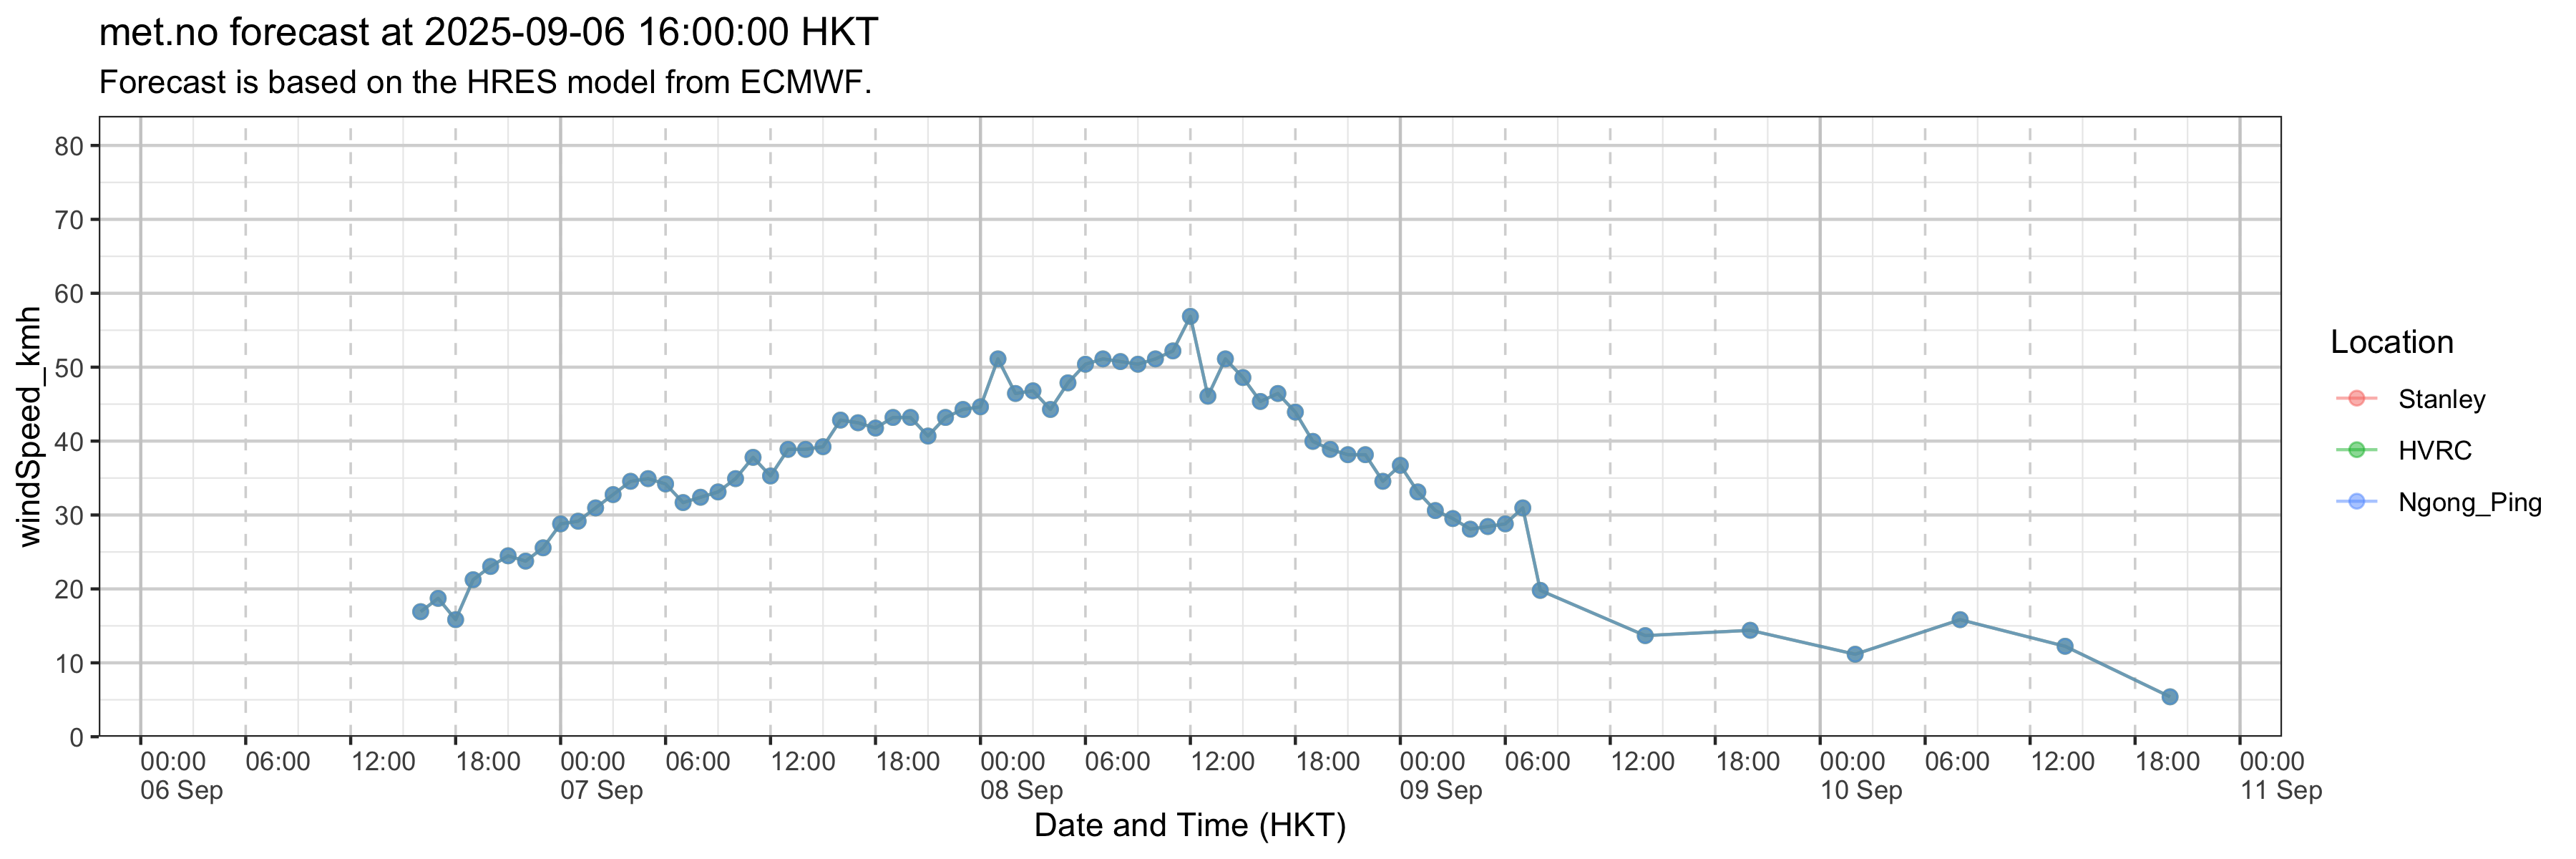 met.no forecast at 2025-09-06 16:00:00 HKT
Forecast is based on the HRES model from ECMWF.
windSpeed_kmh
80
70
60
50
40
30
20
10
0
00:00 06:00 12:00 18:00 00:00 06:00 12:00 18:00 00:00 06:00 12:00 18:00 00:00 06:00 12:00 18:00 00:00 06:00 12:00 18:00 00:00
06 Sep 07 Sep 08 Sep 09 Sep 10 Sep 11 Sep
Date and Time (HKT)
Location
Stanley
HVRC
Ngong_Ping